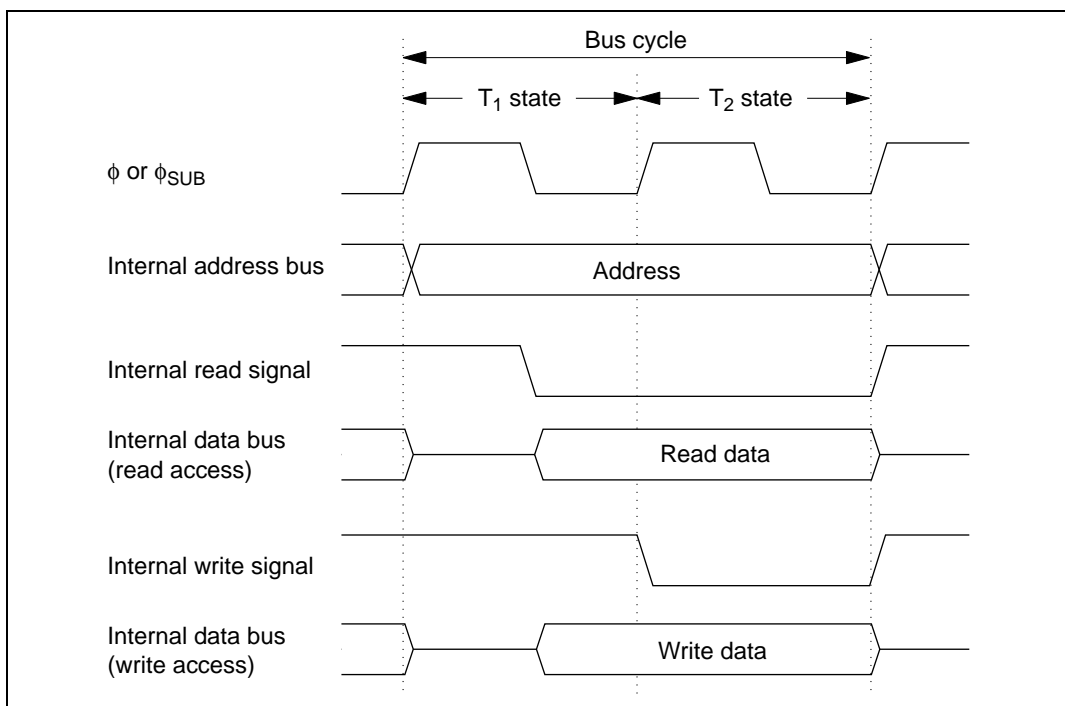 Bus cycle
T₁ state
T₂ state
ϕ or ϕSUB
Internal address bus
Address
Internal read signal
Internal data bus
(read access)
Read data
Internal write signal
Internal data bus
(write access)
Write data